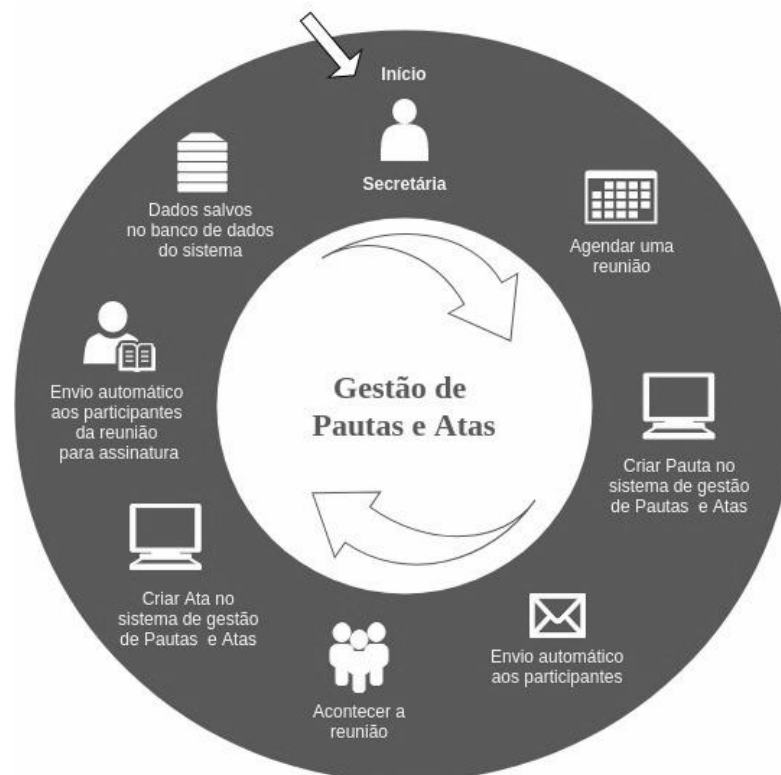 Início
Secretária
Agendar uma
reunião
Criar Pauta no
sistema de gestão
de Pautas e Atas
Envio automático
aos participantes
Acontecer a
reunião
Criar Ata no
sistema de gestão
de Pautas e Atas
Envio automático
aos participantes
da reunião
para assinatura
Dados salvos
no banco de dados
do sistema
Gestão de
Pautas e Atas